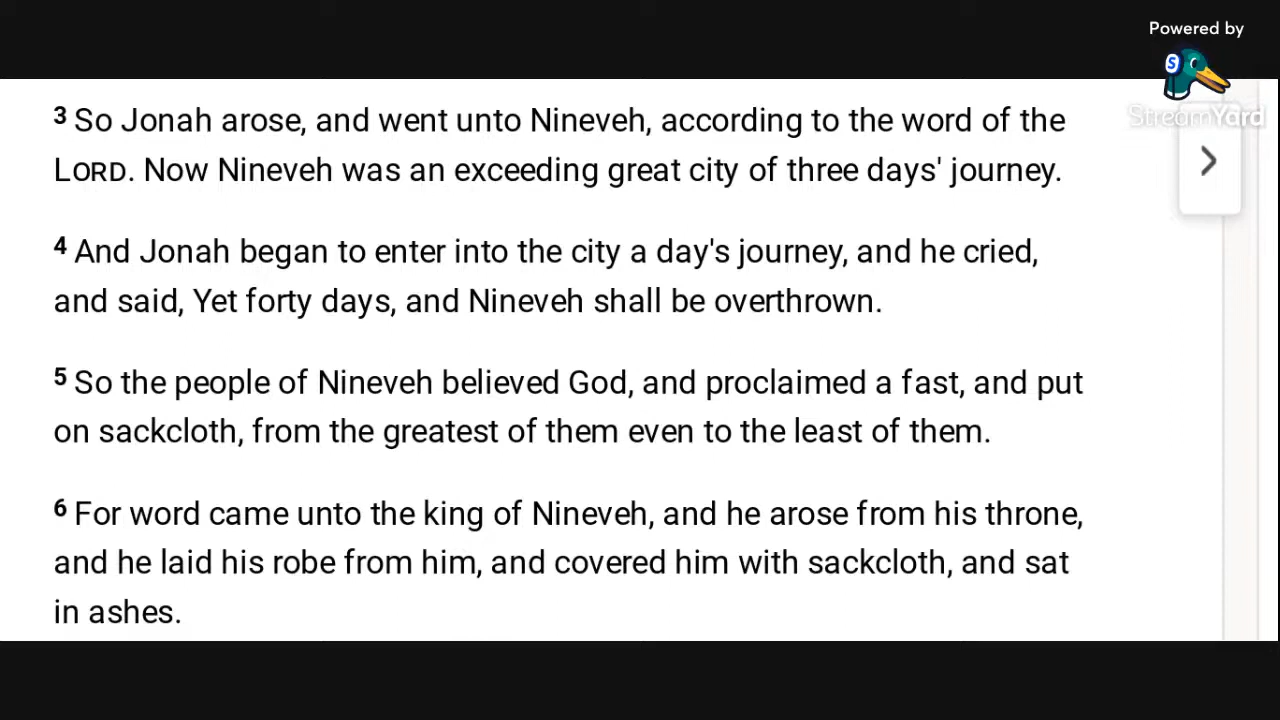 Powered by
S
StreamYard
3 So Jonah arose, and went unto Nineveh, according to the word of the
LORD. Now Nineveh was an exceeding great city of three days' journey.
4 And Jonah began to enter into the city a day's journey, and he cried,
and said, Yet forty days, and Nineveh shall be overthrown.
5 So the people of Nineveh believed God, and proclaimed a fast, and put
on sackcloth, from the greatest of them even to the least of them.
6 For word came unto the king of Nineveh, and he arose from his throne,
and he laid his robe from him, and covered him with sackcloth, and sat
in ashes.